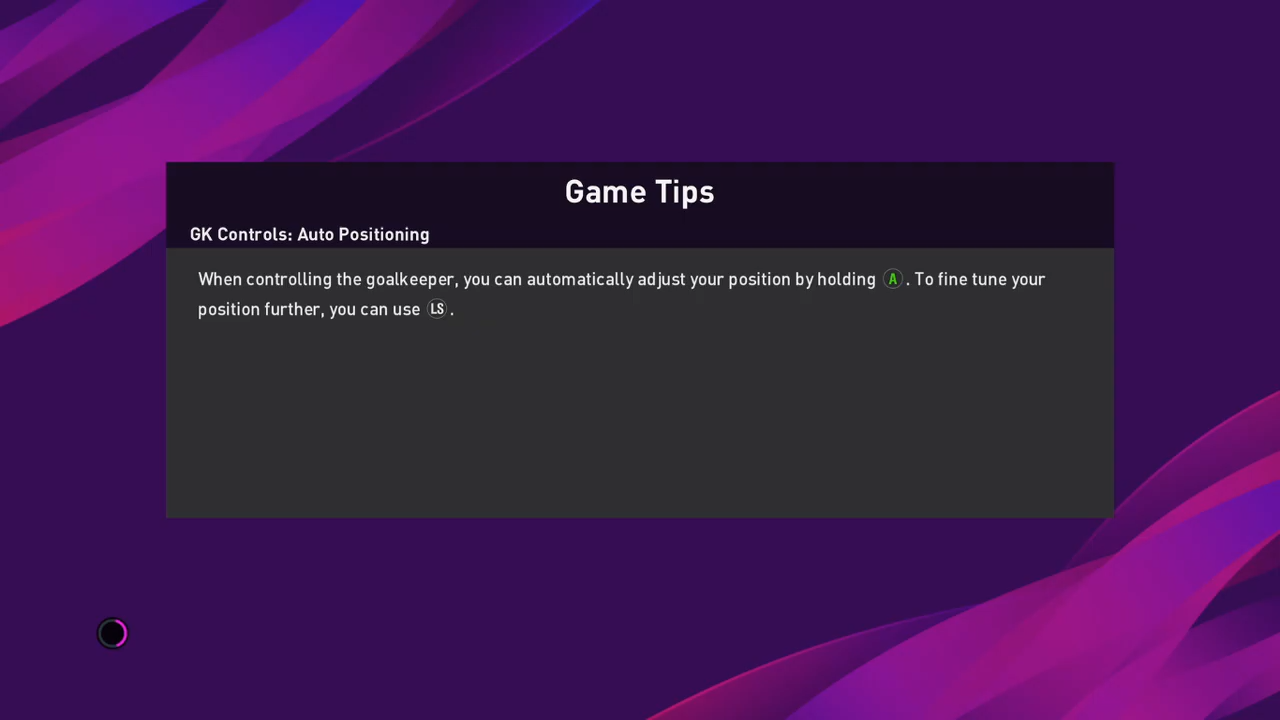 Game Tips
GK Controls: Auto Positioning
When controlling the goalkeeper, you can automatically adjust your position by holding A. To fine tune your
position further, you can use LS.